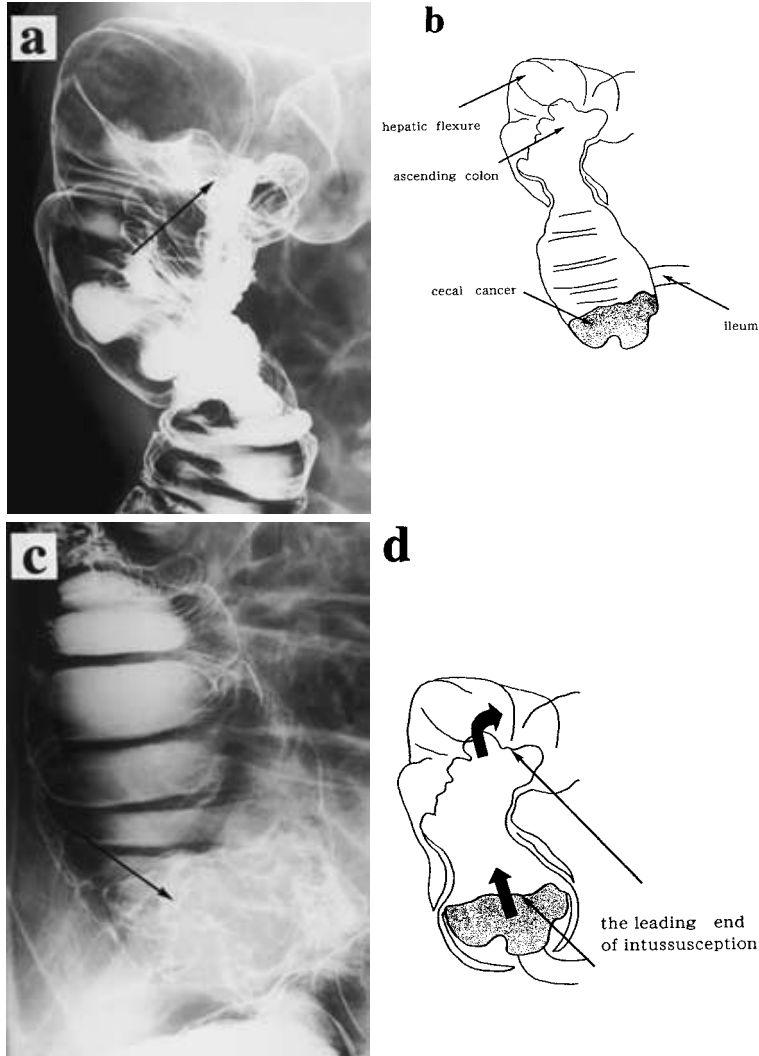 a
b
hepatic flexure
ascending colon
cecal cancer
ileum
c
d
the leading end
of intussusception